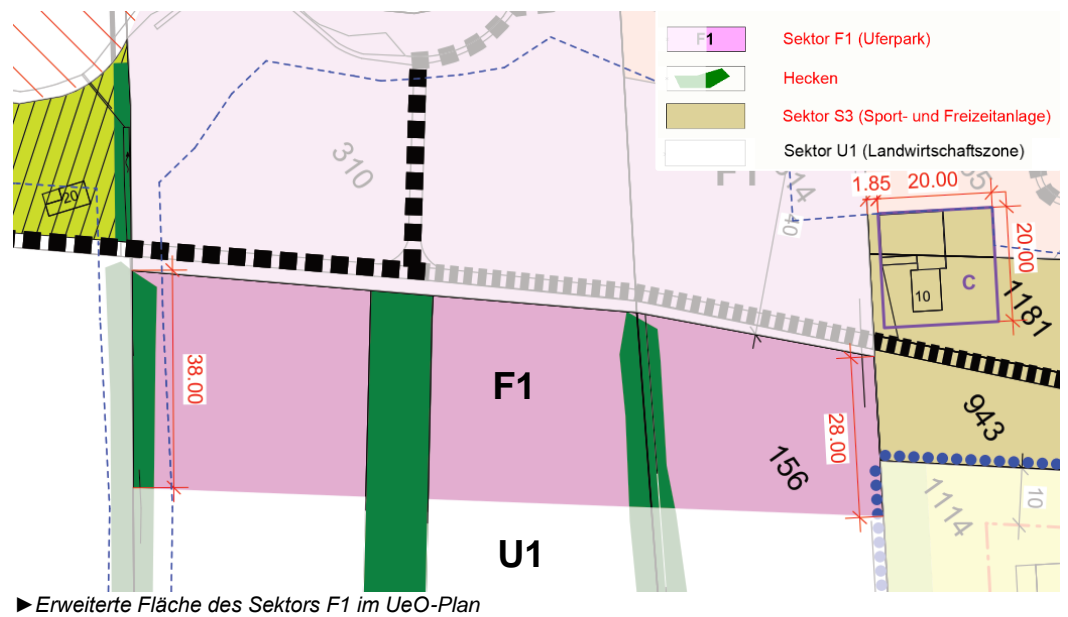 F1
Sektor F1 (Uferpark)
Hecken
Sektor S3 (Sport- und Freizeitanlage)
Sektor U1 (Landwirtschaftszone)
310
F1
1.85
20.00
20
40
20.00
C
10
1181
38.00
F1
943
28.00
156
1114
10
U1
►Erweiterte Fläche des Sektors F1 im UeO-Plan